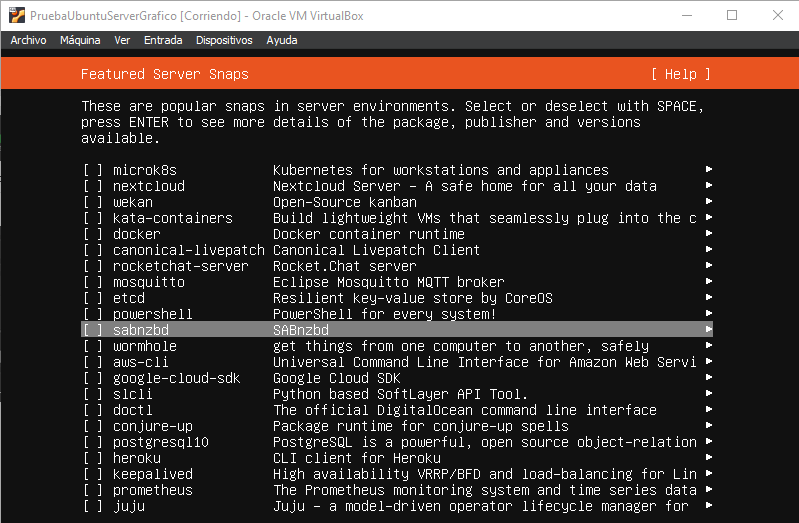 PruebaUbuntuServerGrafico [Corriendo] - Oracle VM VirtualBox
Archivo Máquina Ver Entrada Dispositivos Ayuda
Featured Server Snaps [ Help ]
These are popular snaps in server environments. Select or deselect with SPACE,
press ENTER to see more details of the package, publisher and versions
available.
[ ] microk8s Kubernetes for workstations and appliances ▸
[ ] nextcloud Nextcloud Server - A safe home for all your data ▸
[ ] wekan Open-Source kanban ▸
[ ] kata-containers Build lightweight VMs that seamlessly plug into the c ▸
[ ] docker Docker container runtime ▸
[ ] canonical-livepatch Canonical Livepatch Client ▸
[ ] rocketchat-server Rocket.Chat server ▸
[ ] mosquitto Eclipse Mosquitto MQTT broker ▸
[ ] etcd Resilient key-value store by CoreOS ▸
[ ] powershell PowerShell for every system! ▸
[ ] sabnzbd SABnzbd ▸
[ ] wormhole get things from one computer to another, safely ▸
[ ] aws-cli Universal Command Line Interface for Amazon Web Servi ▸
[ ] google-cloud-sdk Google Cloud SDK ▸
[ ] slcli Python based SoftLayer API Tool. ▸
[ ] doctl The official DigitalOcean command line interface ▸
[ ] conjure-up Package runtime for conjure-up spells ▸
[ ] postgresql10 PostgreSQL is a powerful, open source object-relation ▸
[ ] heroku CLI client for Heroku ▸
[ ] keepalived High availability VRRP/BFD and load-balancing for Lin ▸
[ ] prometheus The Prometheus monitoring system and time series data ▸
[ ] juju Juju - a model-driven operator lifecycle manager for ▸